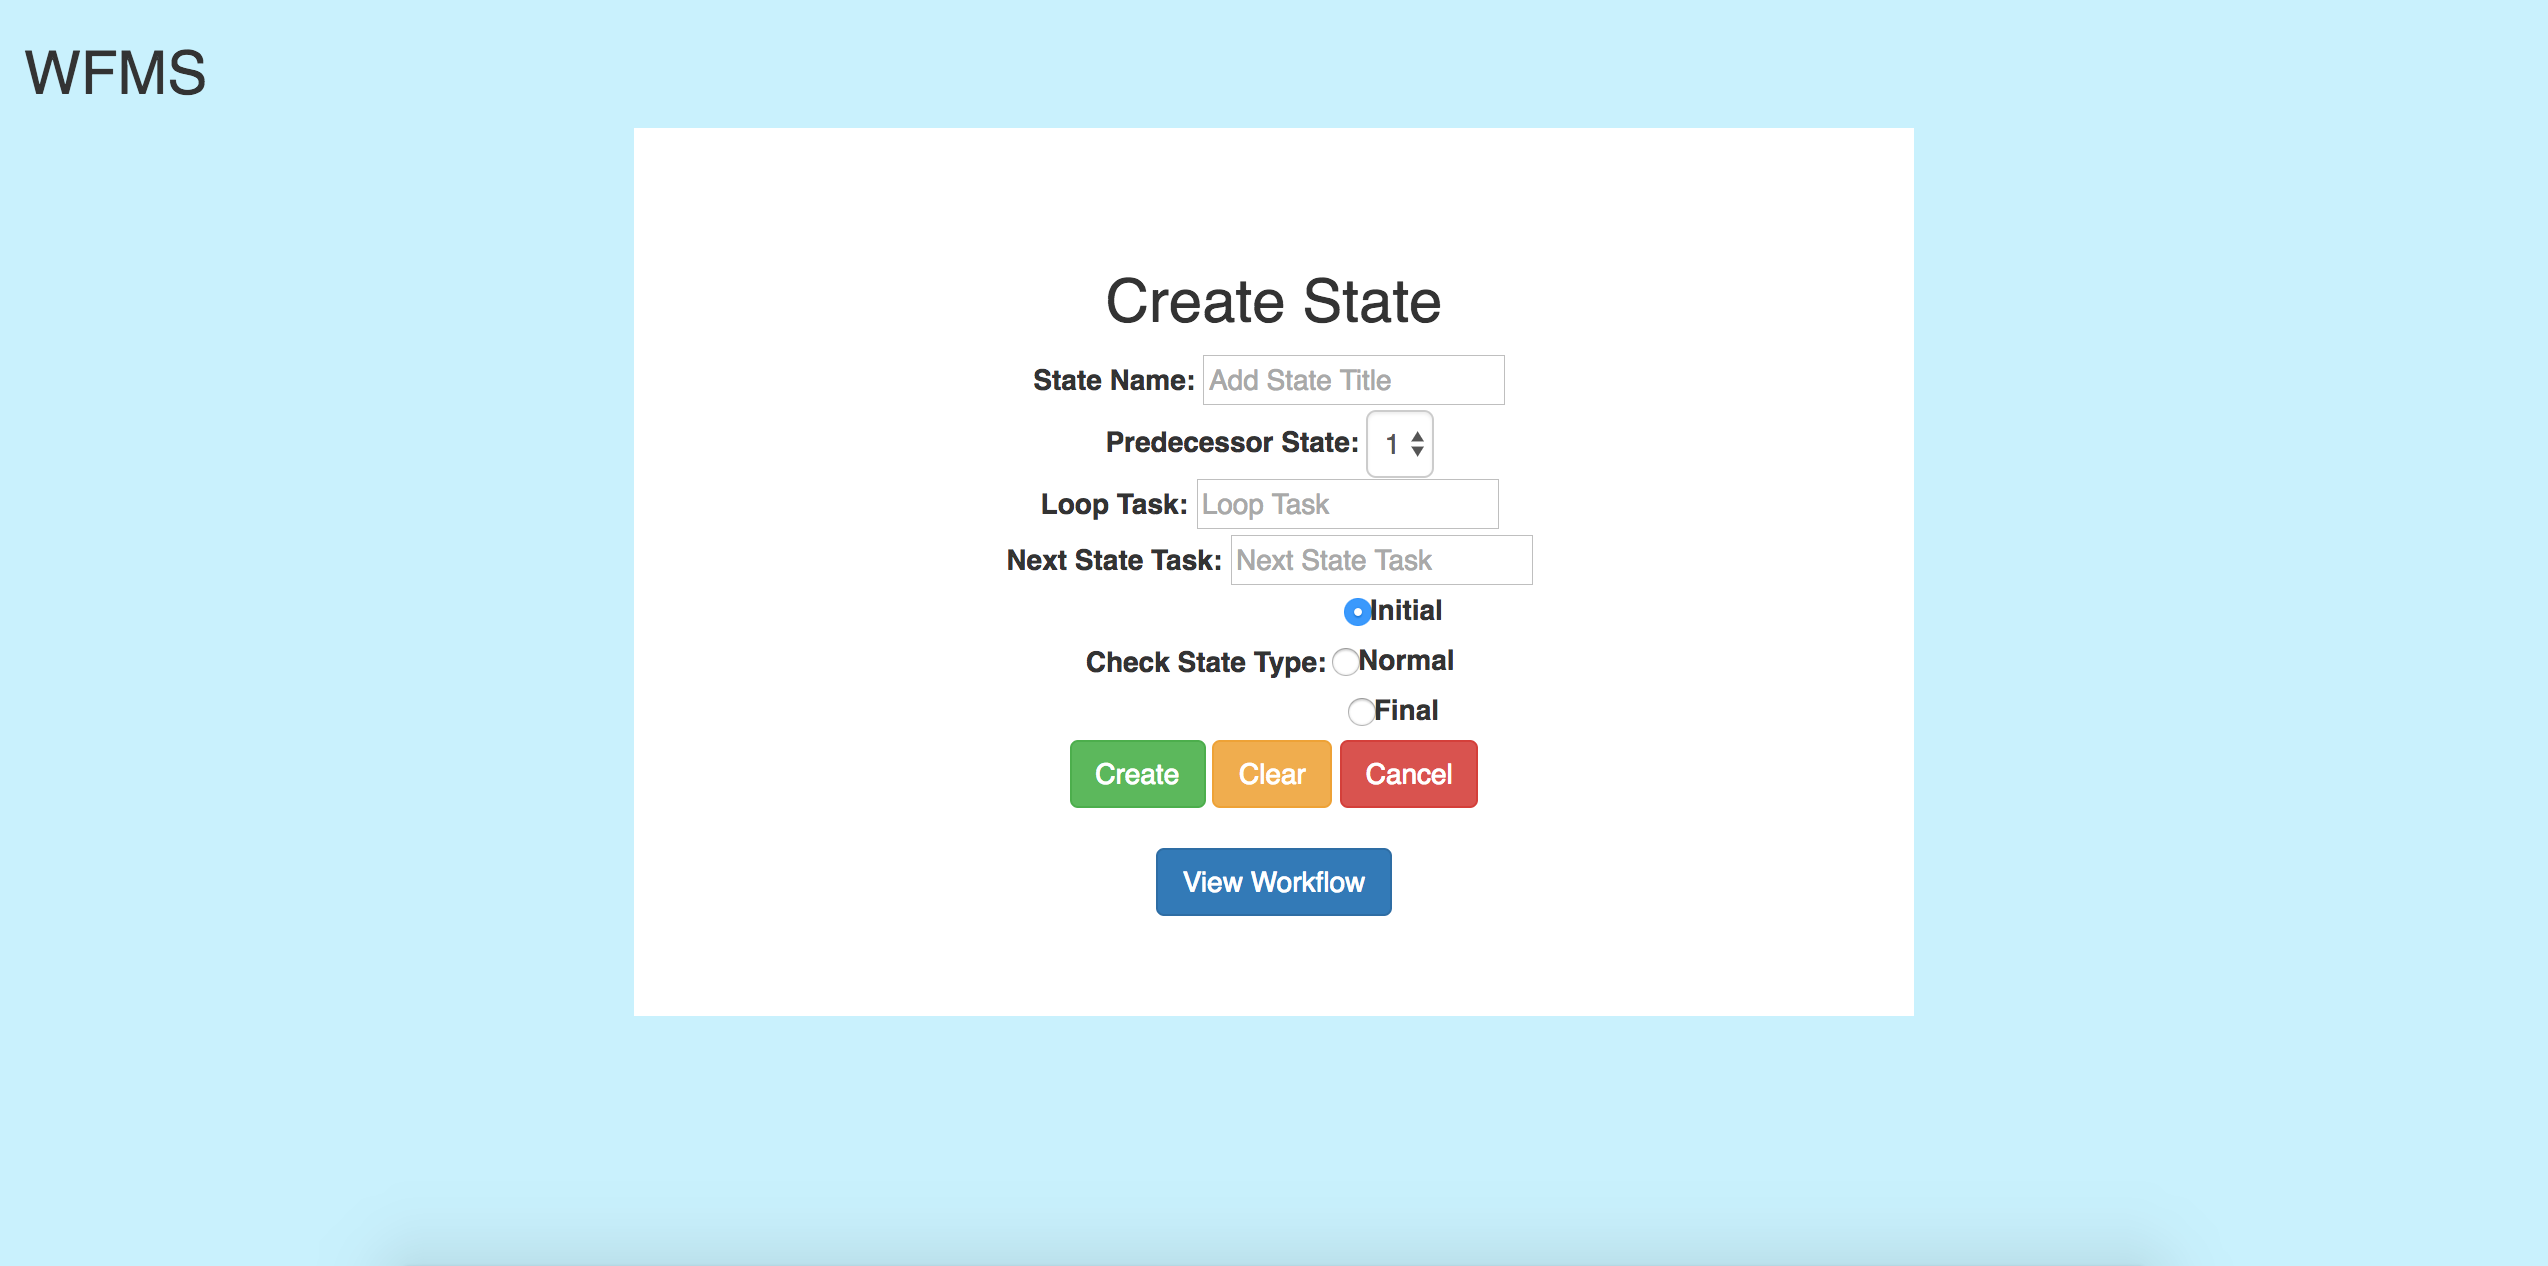 WFMS
Create State
State Name: Add State Title
Predecessor State: 1
Loop Task: Loop Task
Next State Task: Next State Task
Initial
Check State Type: Normal
Final
Create Clear Cancel
View Workflow